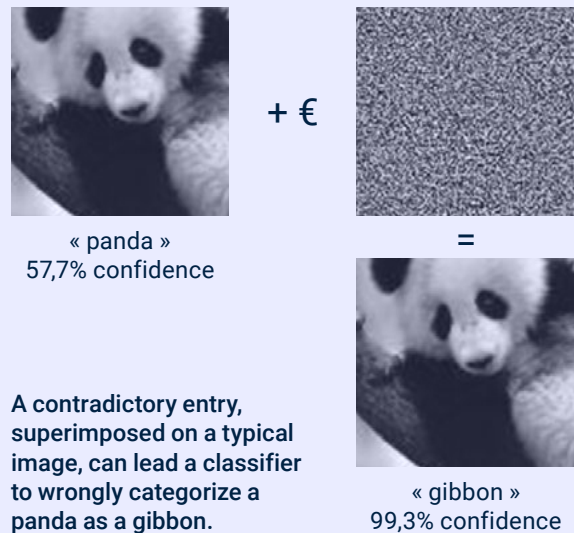 + €
« panda »
57,7% confidence
=
A contradictory entry,
superimposed on a typical
image, can lead a classifier
to wrongly categorize a
panda as a gibbon.
« gibbon »
99,3% confidence